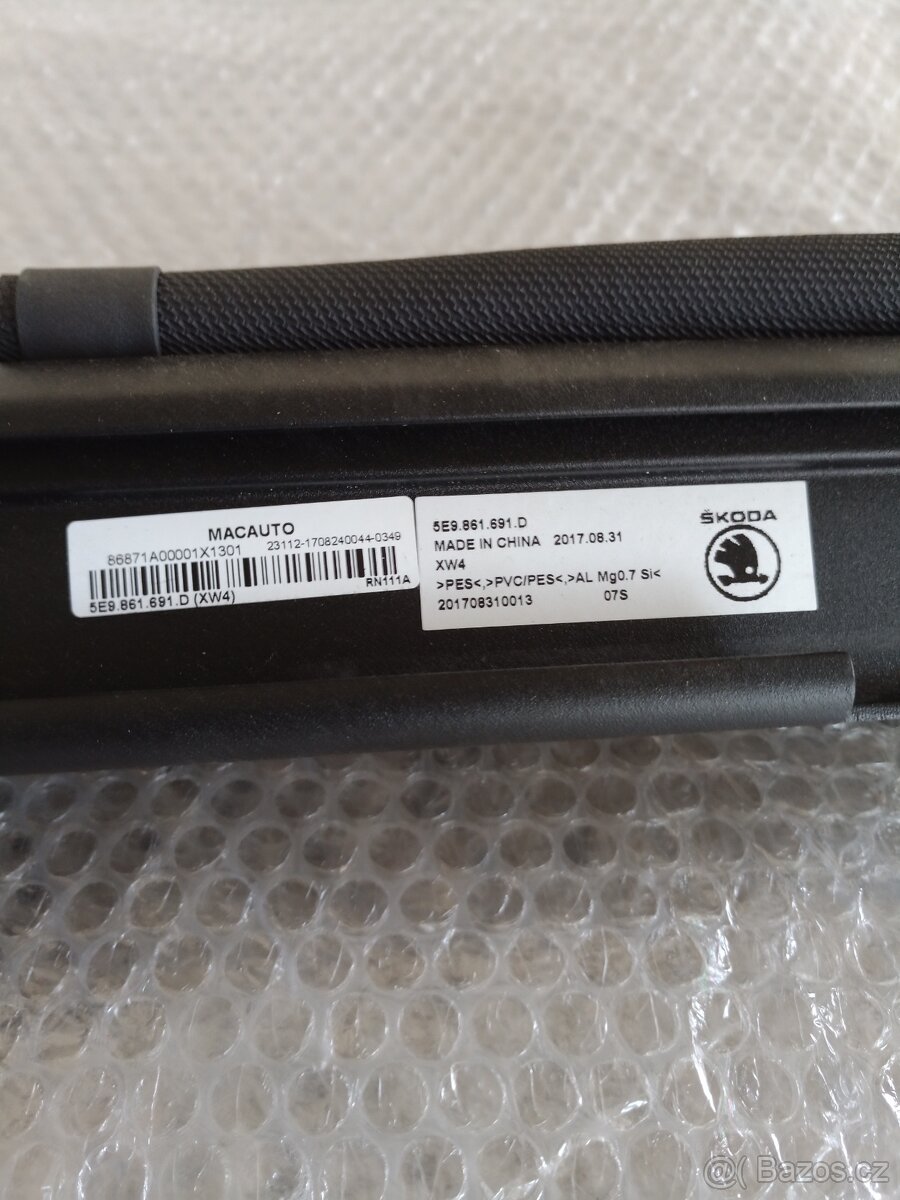 MACAUTO
86871A00001X1301
23112-1708240044-0349
RN111A
5E9.861.691.D (XW4)
5E9.861.691.D
MADE IN CHINA 2017.08.31
XW4
>PES<,>PVC/PES<,>AL Mg0.7 Si<
201708310013 07S
ŠKODA
@( Bazos.cz